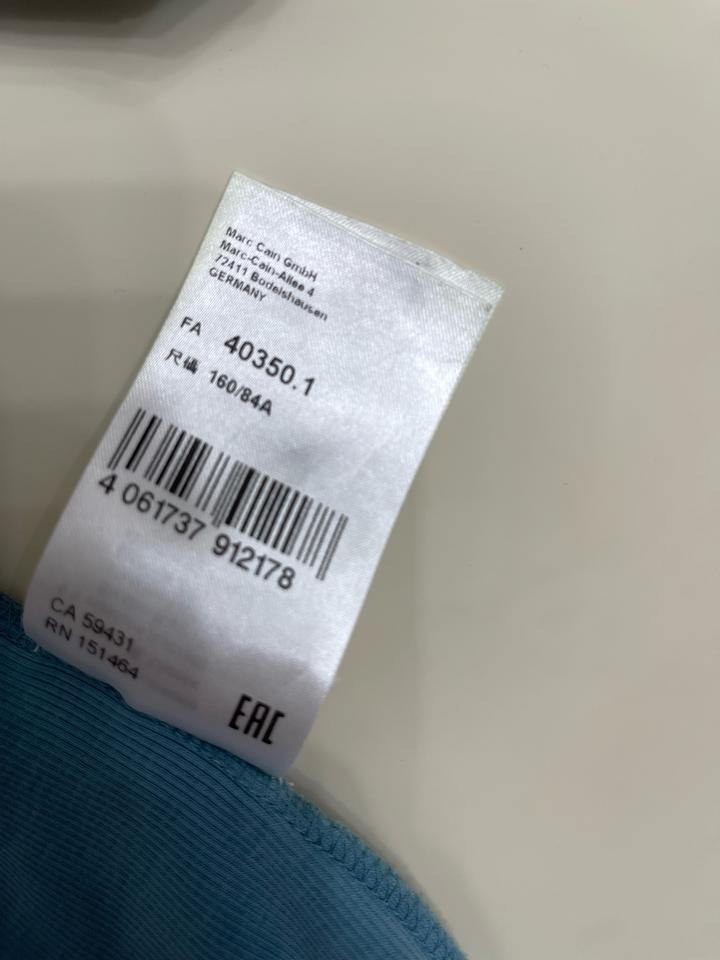 Marc Cain GmbH
Marc-Cain-Allee 4
72411 Bodelshausen
GERMANY
FA 40350.1
尺碼 160/84A
4 061737 912178
CA 59431
RN 151464
EAC